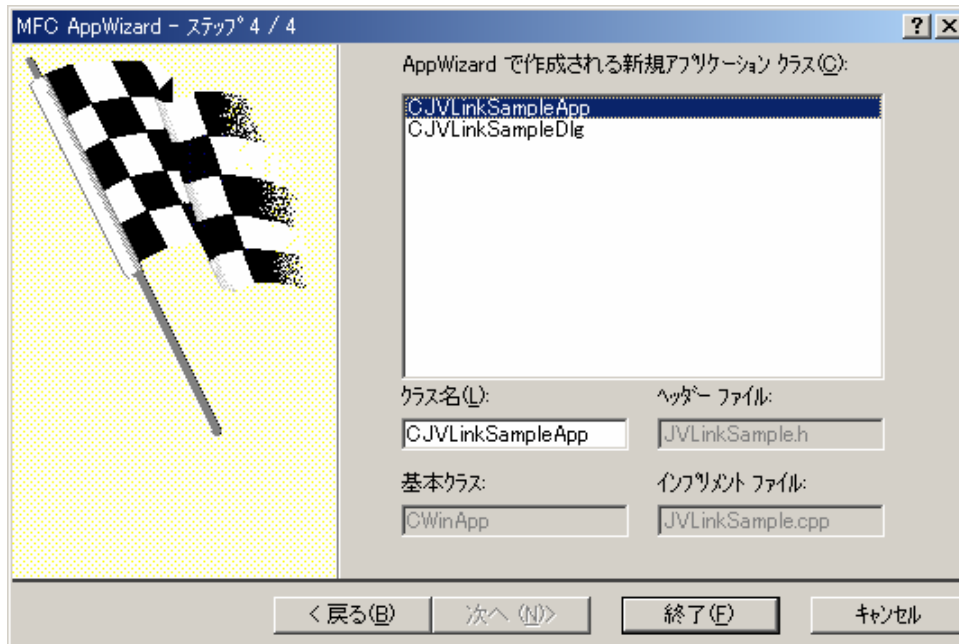 MFC AppWizard - ステップ 4 / 4
AppWizard で作成される新規アプリケーション クラス(C):
CJVLinkSampleApp
CJVLinkSampleDlg
クラス名(L):
ヘッダー ファイル:
CJVLinkSampleApp
JVLinkSample.h
基本クラス:
インプリメント ファイル:
CWinApp
JVLinkSample.cpp
< 戻る(B)
次へ (N)>
終了(F)
キャンセル